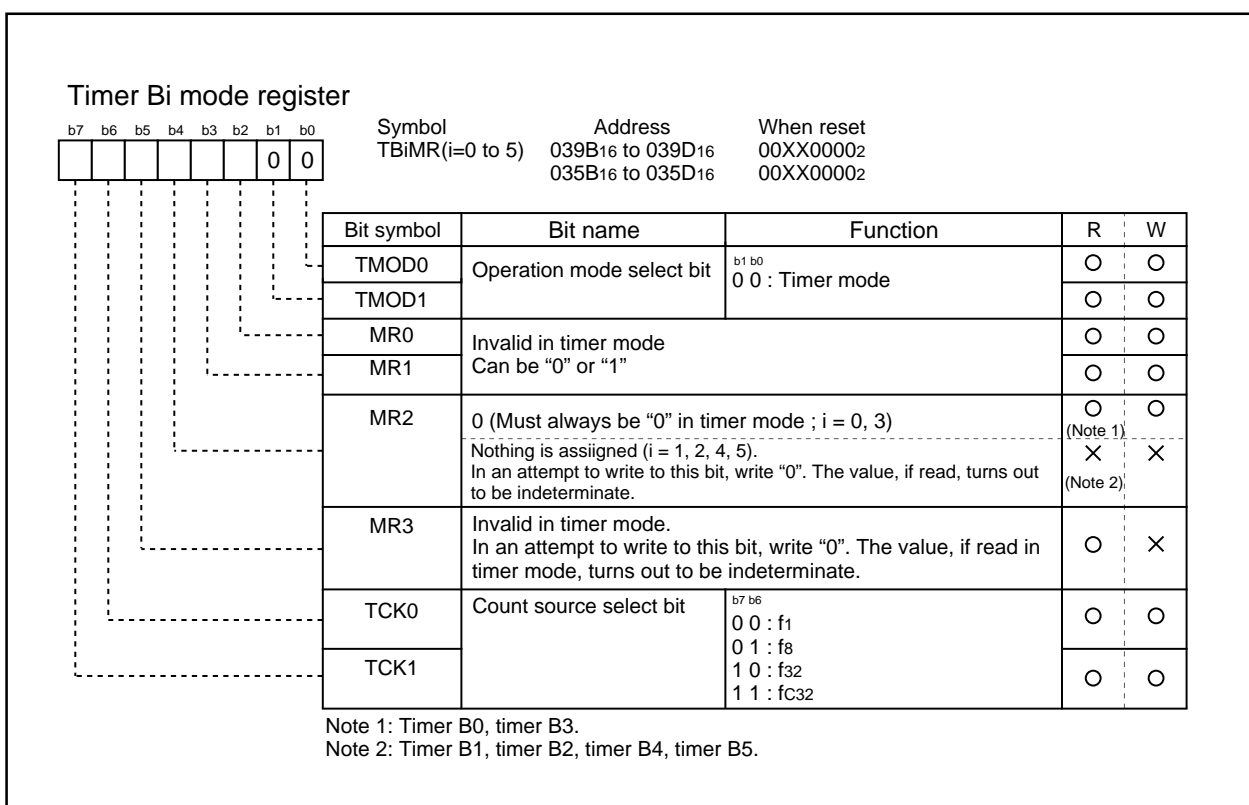 Timer Bi mode register
b7 b6 b5 b4 b3 b2 b1 b0
0 0
Symbol Address When reset
TBiMR(i=0 to 5) 039B16 to 039D16 00XX00002
035B16 to 035D16 00XX00002
Bit symbol Bit name Function R W
TMOD0 Operation mode select bit b1 b0
0 0 : Timer mode
TMOD1
MR0 Invalid in timer mode
MR1 Can be “0” or “1”
MR2 0 (Must always be “0” in timer mode ; i = 0, 3)
(Note 1)
Nothing is assiigned (i = 1, 2, 4, 5).
In an attempt to write to this bit, write “0”. The value, if read, turns out
to be indeterminate.
(Note 2)
MR3 Invalid in timer mode.
In an attempt to write to this bit, write “0”. The value, if read in
timer mode, turns out to be indeterminate.
TCK0 Count source select bit b7 b6
0 0 : f1
0 1 : f8
TCK1 1 0 : f32
1 1 : fC32
Note 1: Timer B0, timer B3.
Note 2: Timer B1, timer B2, timer B4, timer B5.